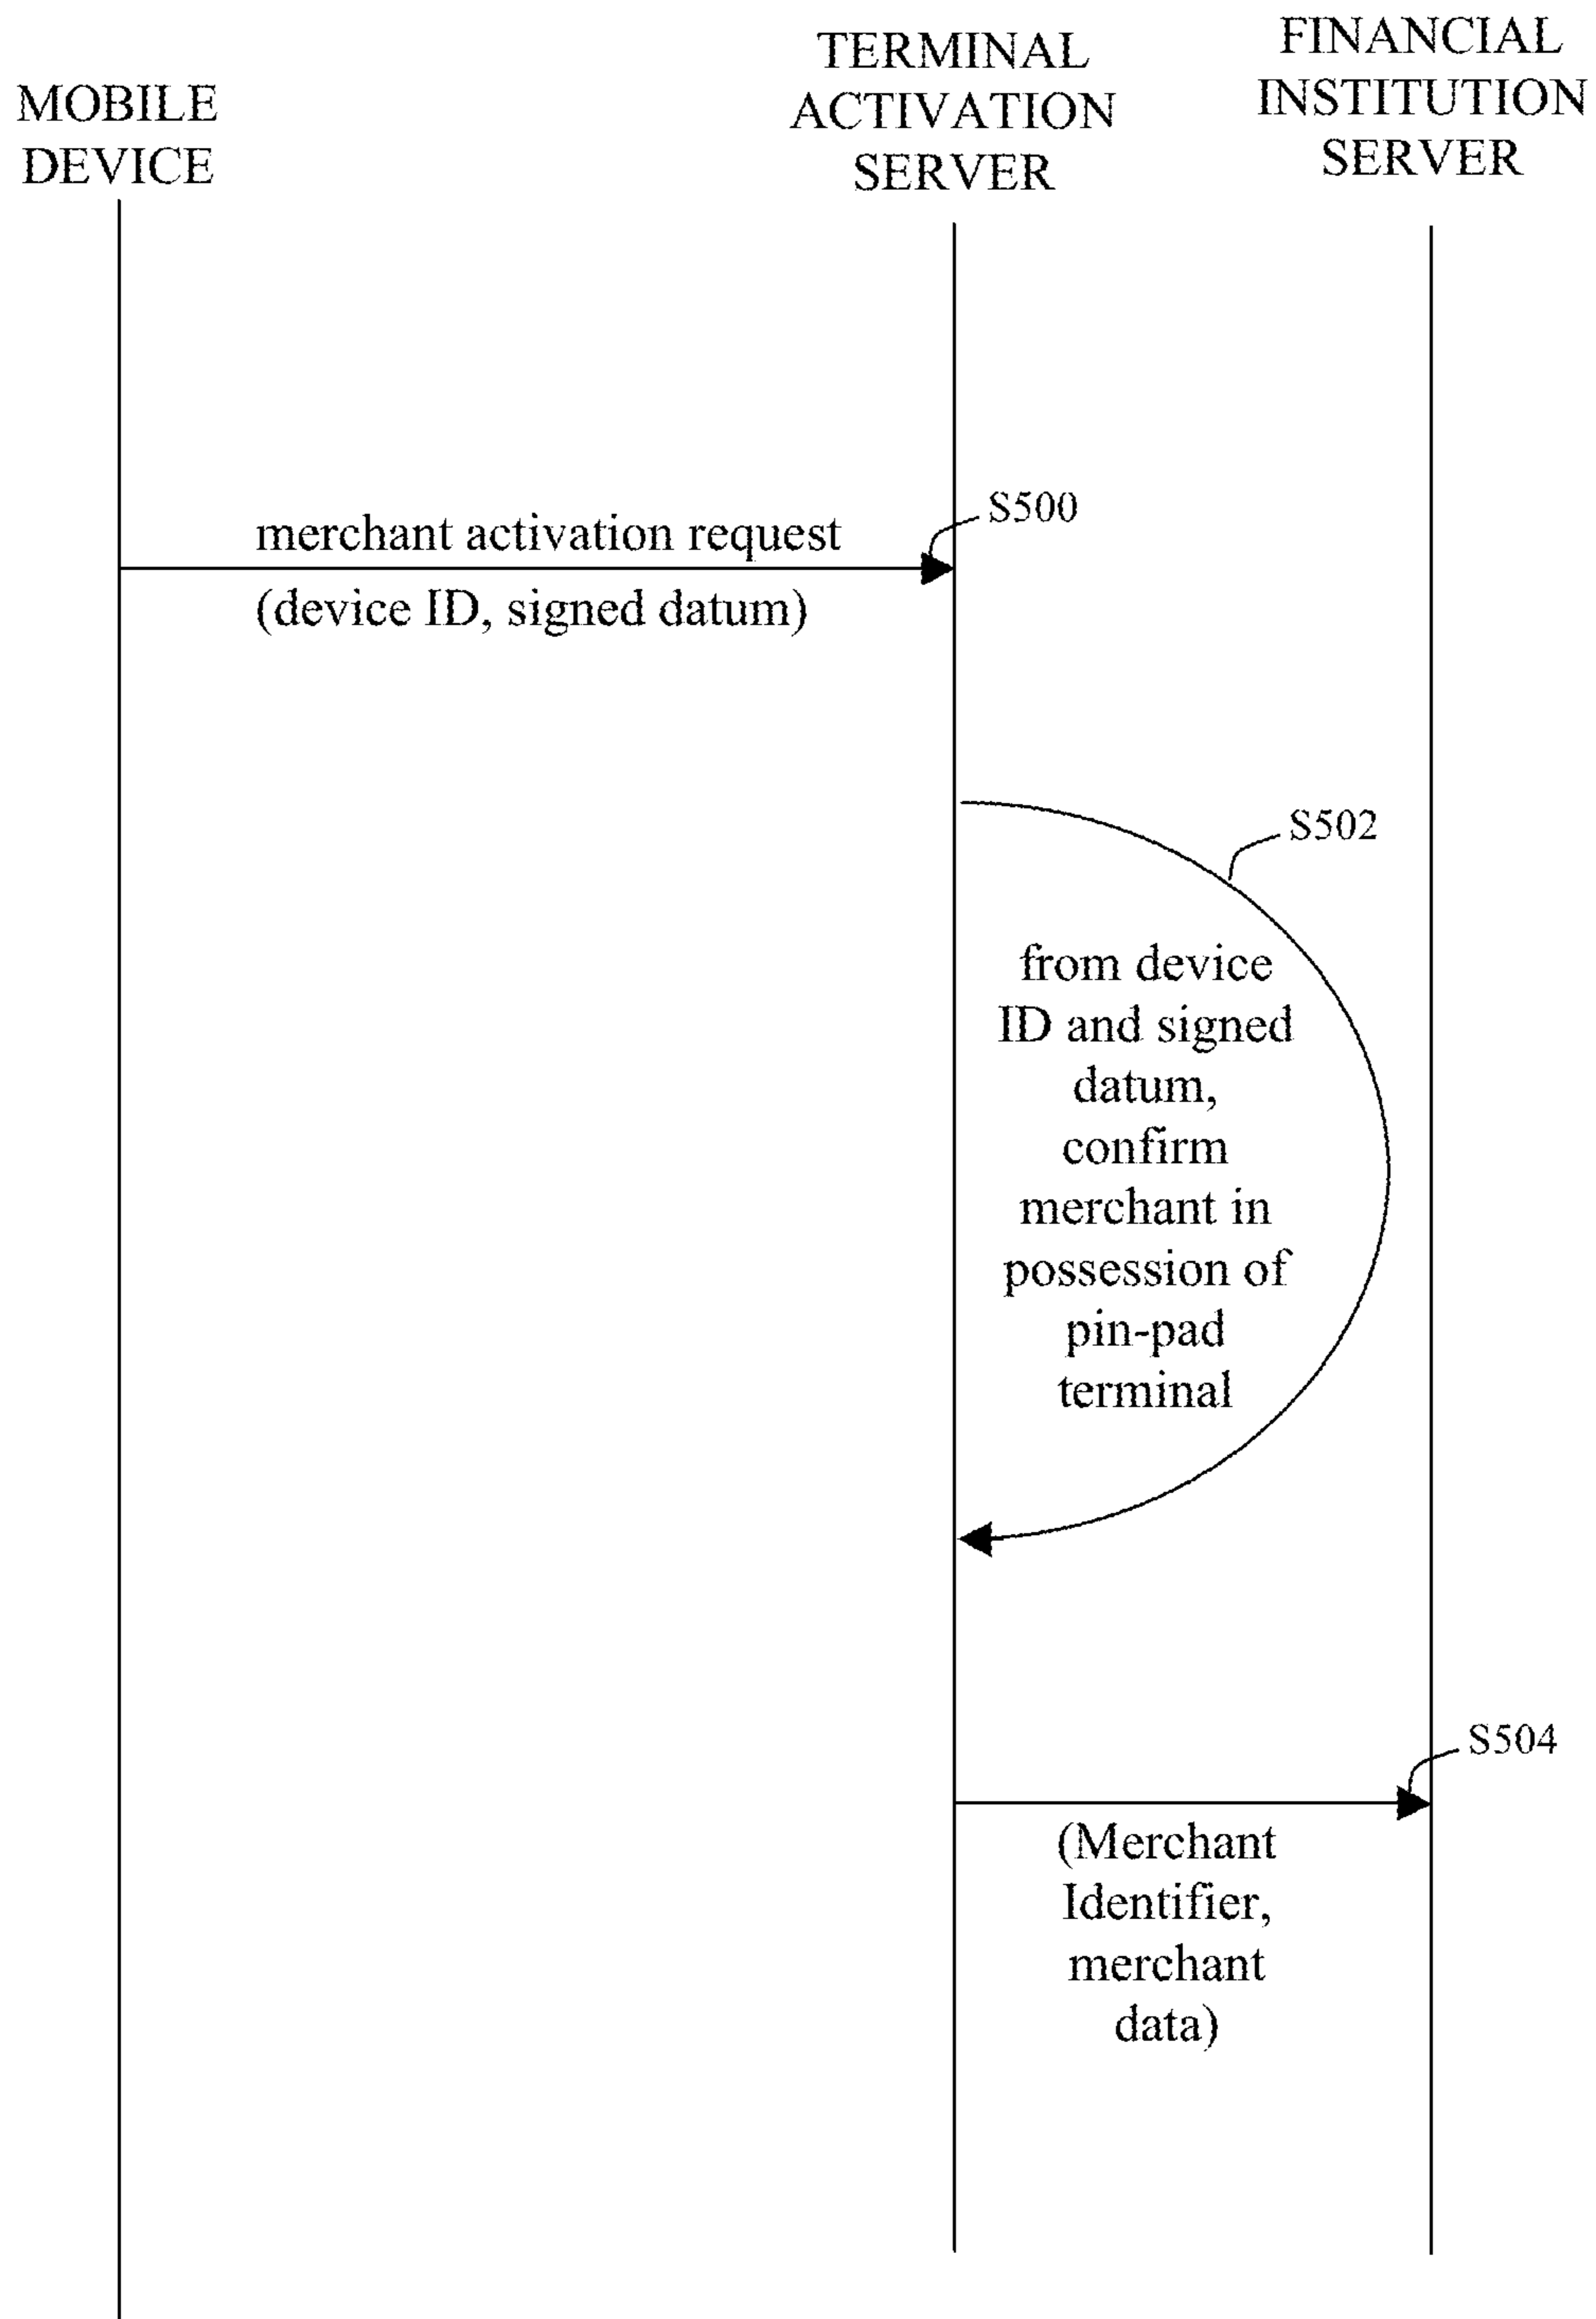 MOBILE
DEVICE
TERMINAL
ACTIVATION
SERVER
FINANCIAL
INSTITUTION
SERVER
S500
merchant activation request
(device ID, signed datum)
S502
from device
ID and signed
datum,
confirm
merchant in
possession of
pin-pad
terminal
S504
(Merchant
Identifier,
merchant
data)